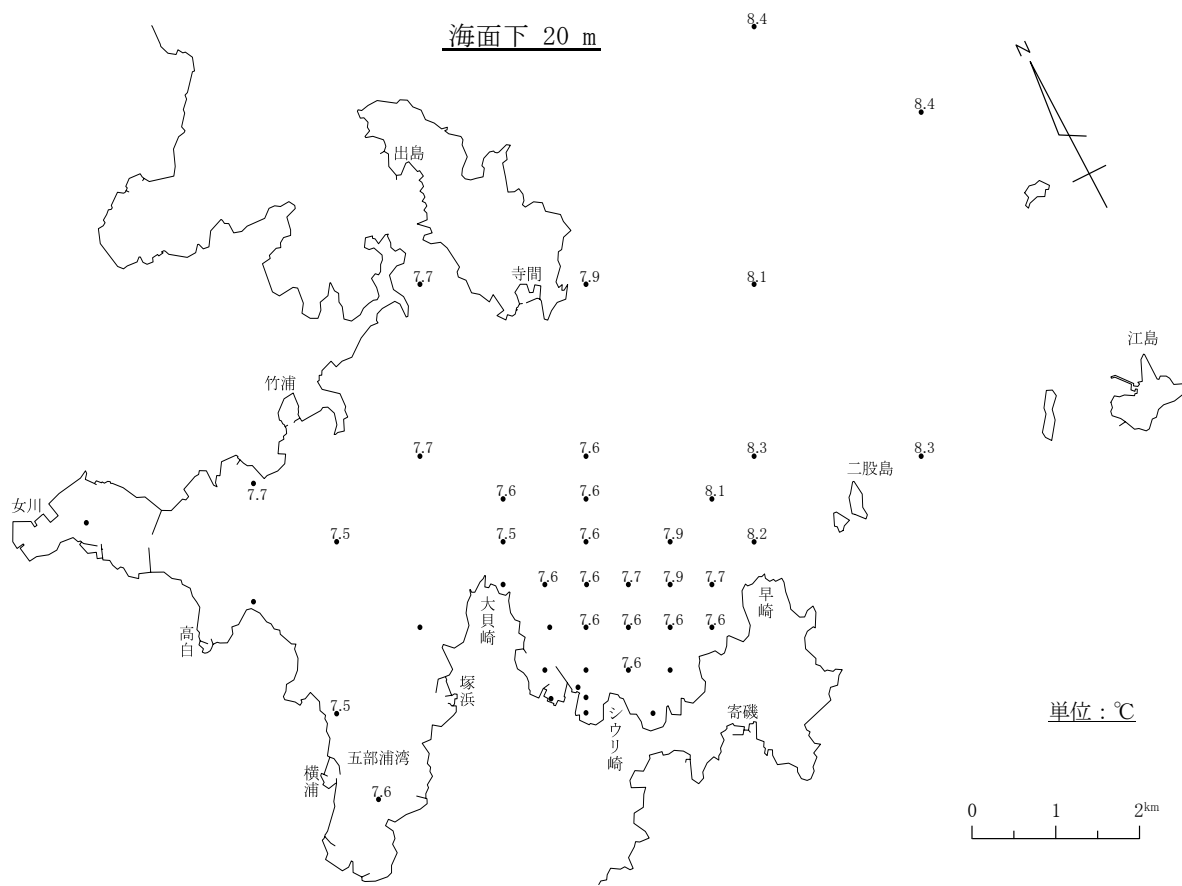 海面下 20 m
8.4
N
8.4
出島
7.7
寺間
7.9
8.1
江島
竹浦
7.7
7.6
8.3
8.3
二股島
7.7
女川
7.6
7.6
8.1
7.5
7.5
7.6
7.9
8.2
7.6
7.6
7.7
7.9
7.7
大貝崎
早崎
高白
7.6
7.6
7.6
7.6
7.6
塚浜
7.5
シウリ崎
寄磯
単位：℃
五部浦湾
横浦
7.6
0 1 2km